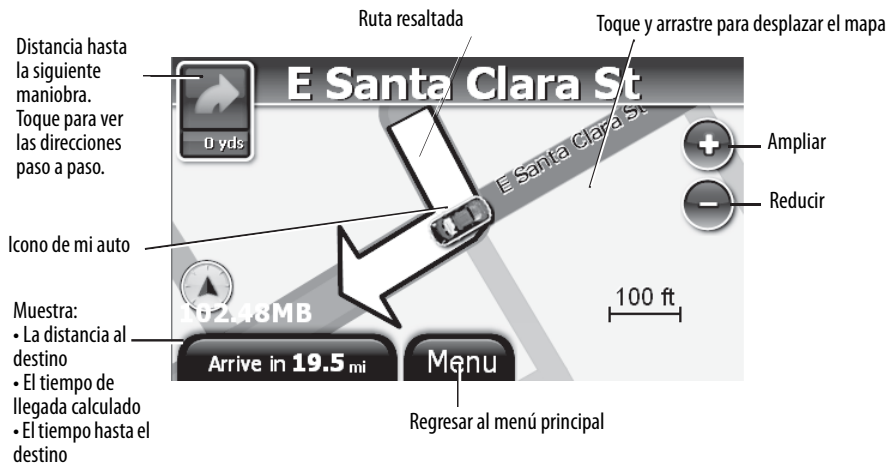 Ruta resaltada
Toque y arrastre para desplazar el mapa
Distancia hasta
la siguiente
maniobra.
Toque para ver
las direcciones
paso a paso.
E Santa Clara St
0 yds
E Santa Clara St
Ampliar
Reducir
Icono de mi auto
100 ft
102.48MB
Muestra:
• La distancia al
destino
• El tiempo de
llegada calculado
• El tiempo hasta el
destino
Arrive in 19.5 mi
Menu
Regresar al menú principal